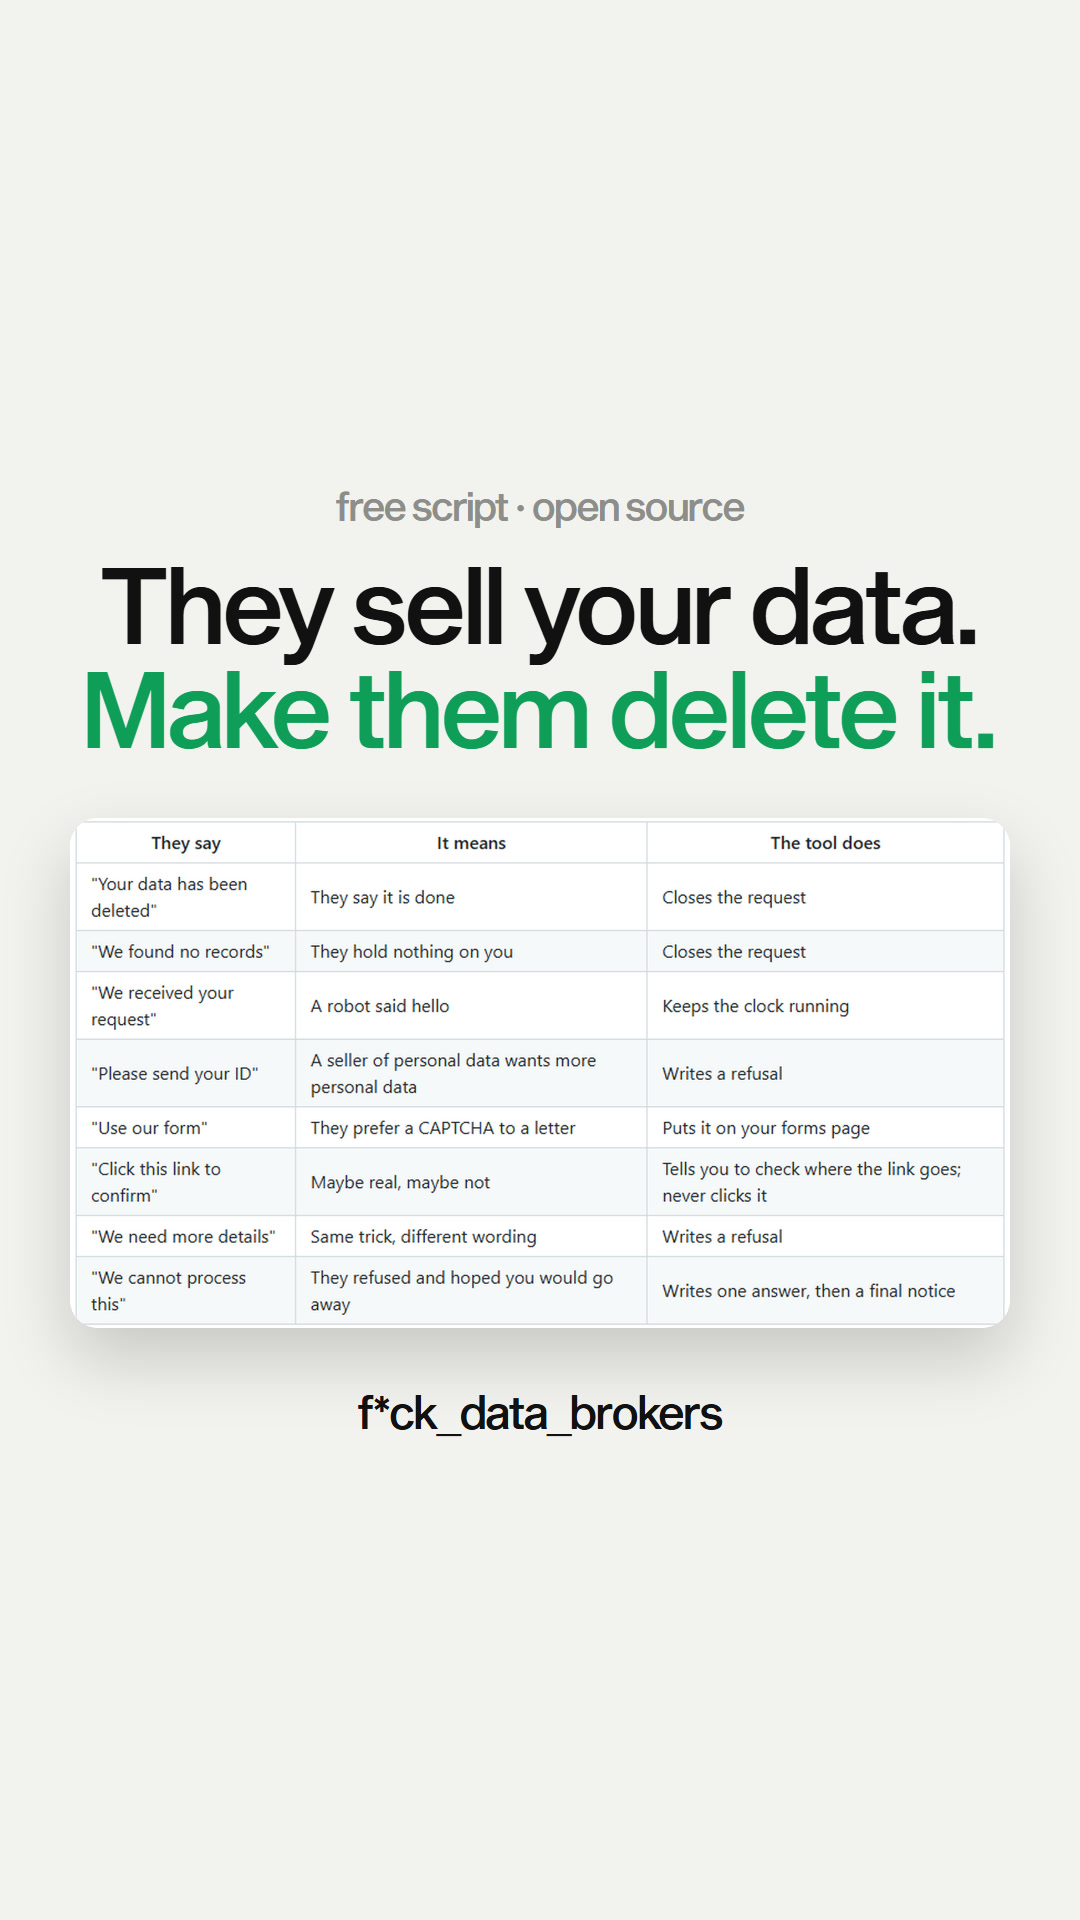 free script · open source
They sell your data.
Make them delete it.
They say It means The tool does
"Your data has been
deleted"
They say it is done
Closes the request
"We found no records" They hold nothing on you Closes the request
"We received your
request"
A robot said hello
Keeps the clock running
"Please send your ID"
A seller of personal data wants more
personal data
Writes a refusal
"Use our form" They prefer a CAPTCHA to a letter Puts it on your forms page
"Click this link to
confirm"
Maybe real, maybe not
Tells you to check where the link goes;
never clicks it
"We need more details" Same trick, different wording Writes a refusal
"We cannot process
this"
They refused and hoped you would go
away
Writes one answer, then a final notice
f*ck_data_brokers